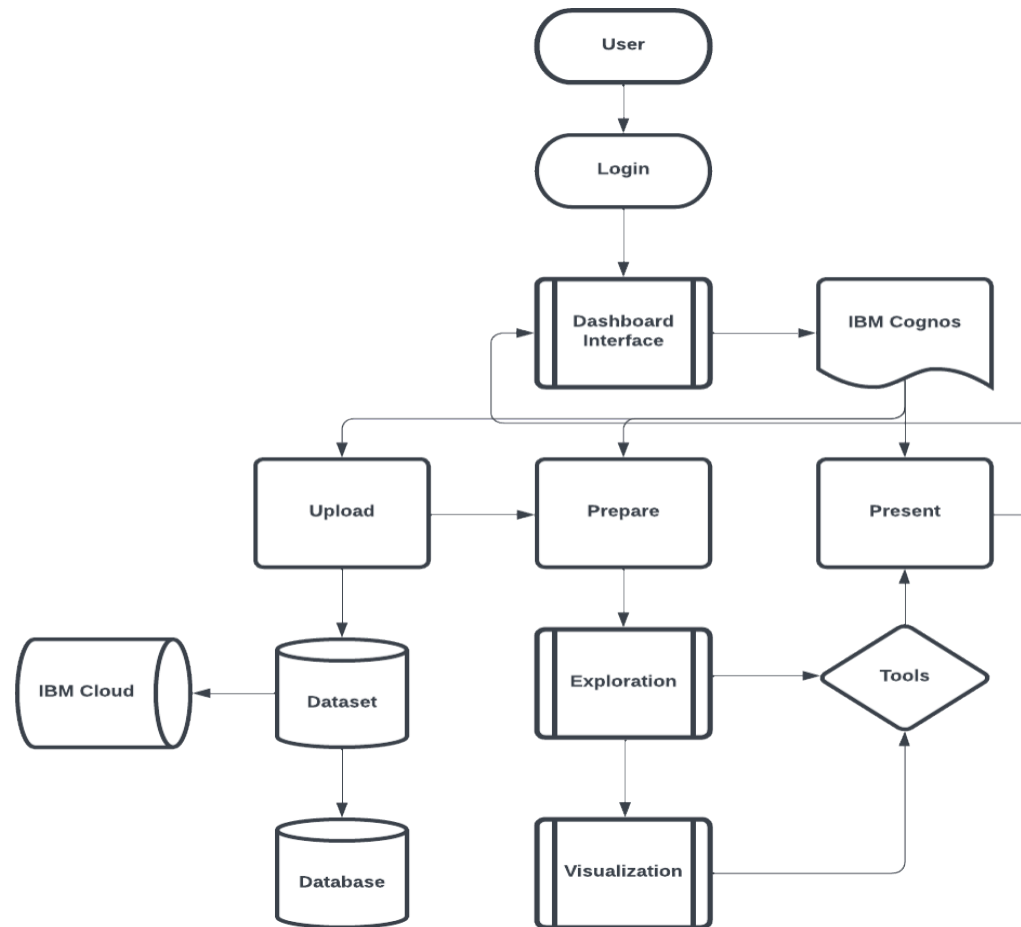 User
Login
Dashboard
Interface
IBM Cognos
Upload
Prepare
Present
IBM Cloud
Dataset
Exploration
Tools
Database
Visualization